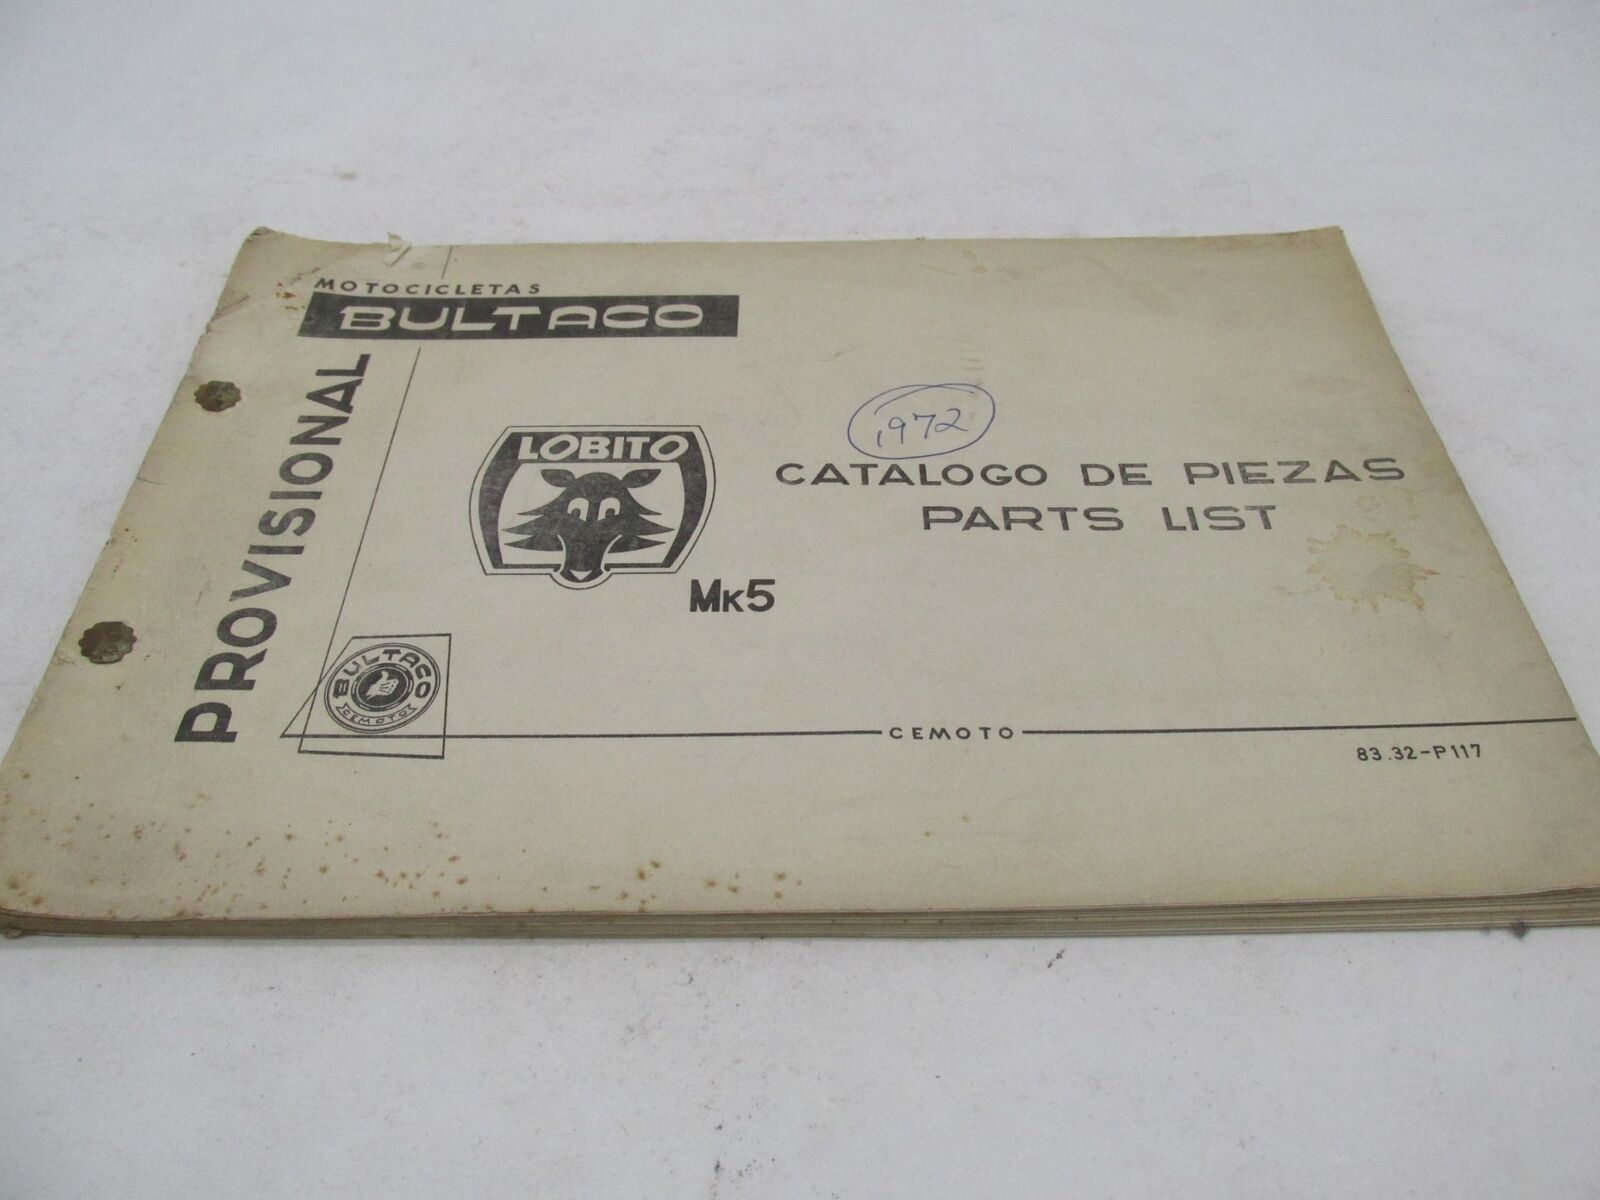 MOTOCICLETAS
BULTACO
PROVISIONAL
LOBITO
Mk5
1972
CATALOGO DE PIEZAS
PARTS LIST
BULTACO
CEMOTO
CEMOTO
83.32-P117